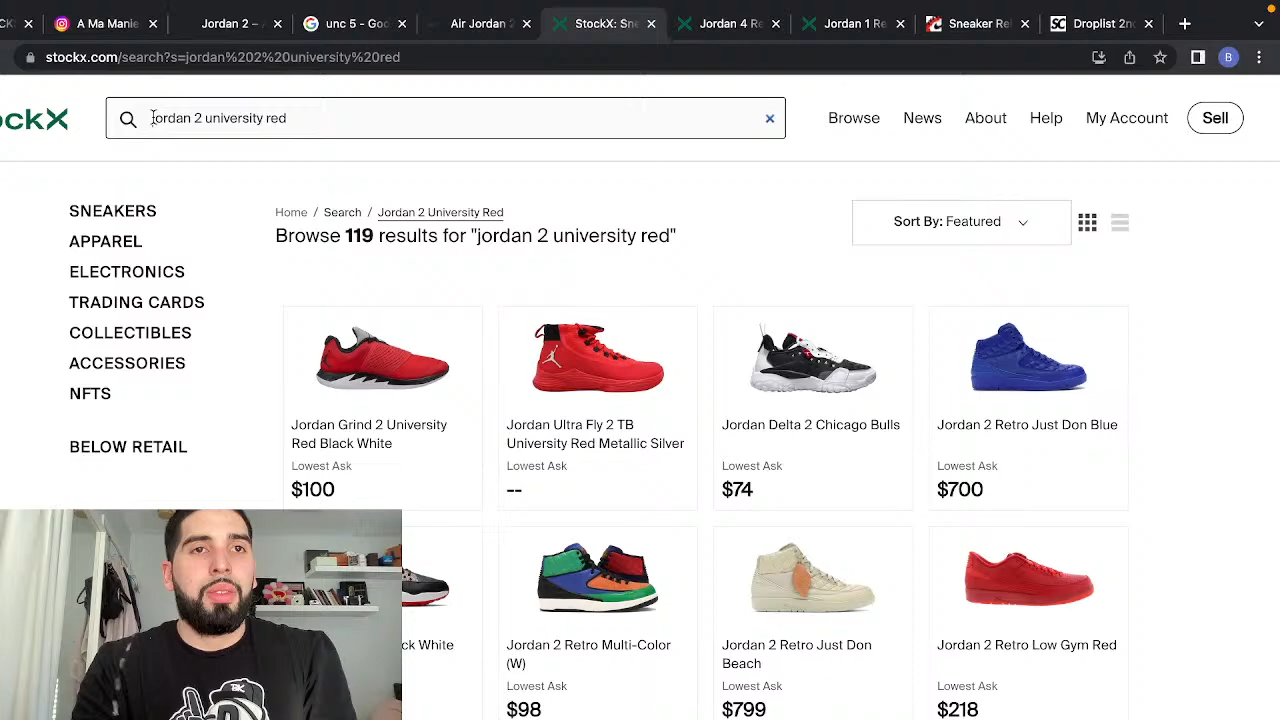 A Ma Manie
Jordan 2 –
unc 5 - Goo
Air Jordan 2
StockX: Sne
Jordan 4 Re
Jordan 1 Re
Sneaker Rel
SC
Droplist 2n
stockx.com/search?s=jordan%202%20university%20red
B
ckX
jordan 2 university red
Browse
News
About
Help
My Account
Sell
SNEAKERS
APPAREL
ELECTRONICS
TRADING CARDS
COLLECTIBLES
ACCESSORIES
NFTS
BELOW RETAIL
Home / Search / Jordan 2 University Red
Browse 119 results for "jordan 2 university red"
Sort By: Featured
Jordan Grind 2 University
Red Black White
Lowest Ask
$100
Jordan Ultra Fly 2 TB
University Red Metallic Silver
Lowest Ask
--
Jordan Delta 2 Chicago Bulls
Lowest Ask
$74
Jordan 2 Retro Just Don Blue
Lowest Ask
$700
ck White
Jordan 2 Retro Multi-Color
(W)
Lowest Ask
$98
Jordan 2 Retro Just Don
Beach
Lowest Ask
$799
Jordan 2 Retro Low Gym Red
Lowest Ask
$218